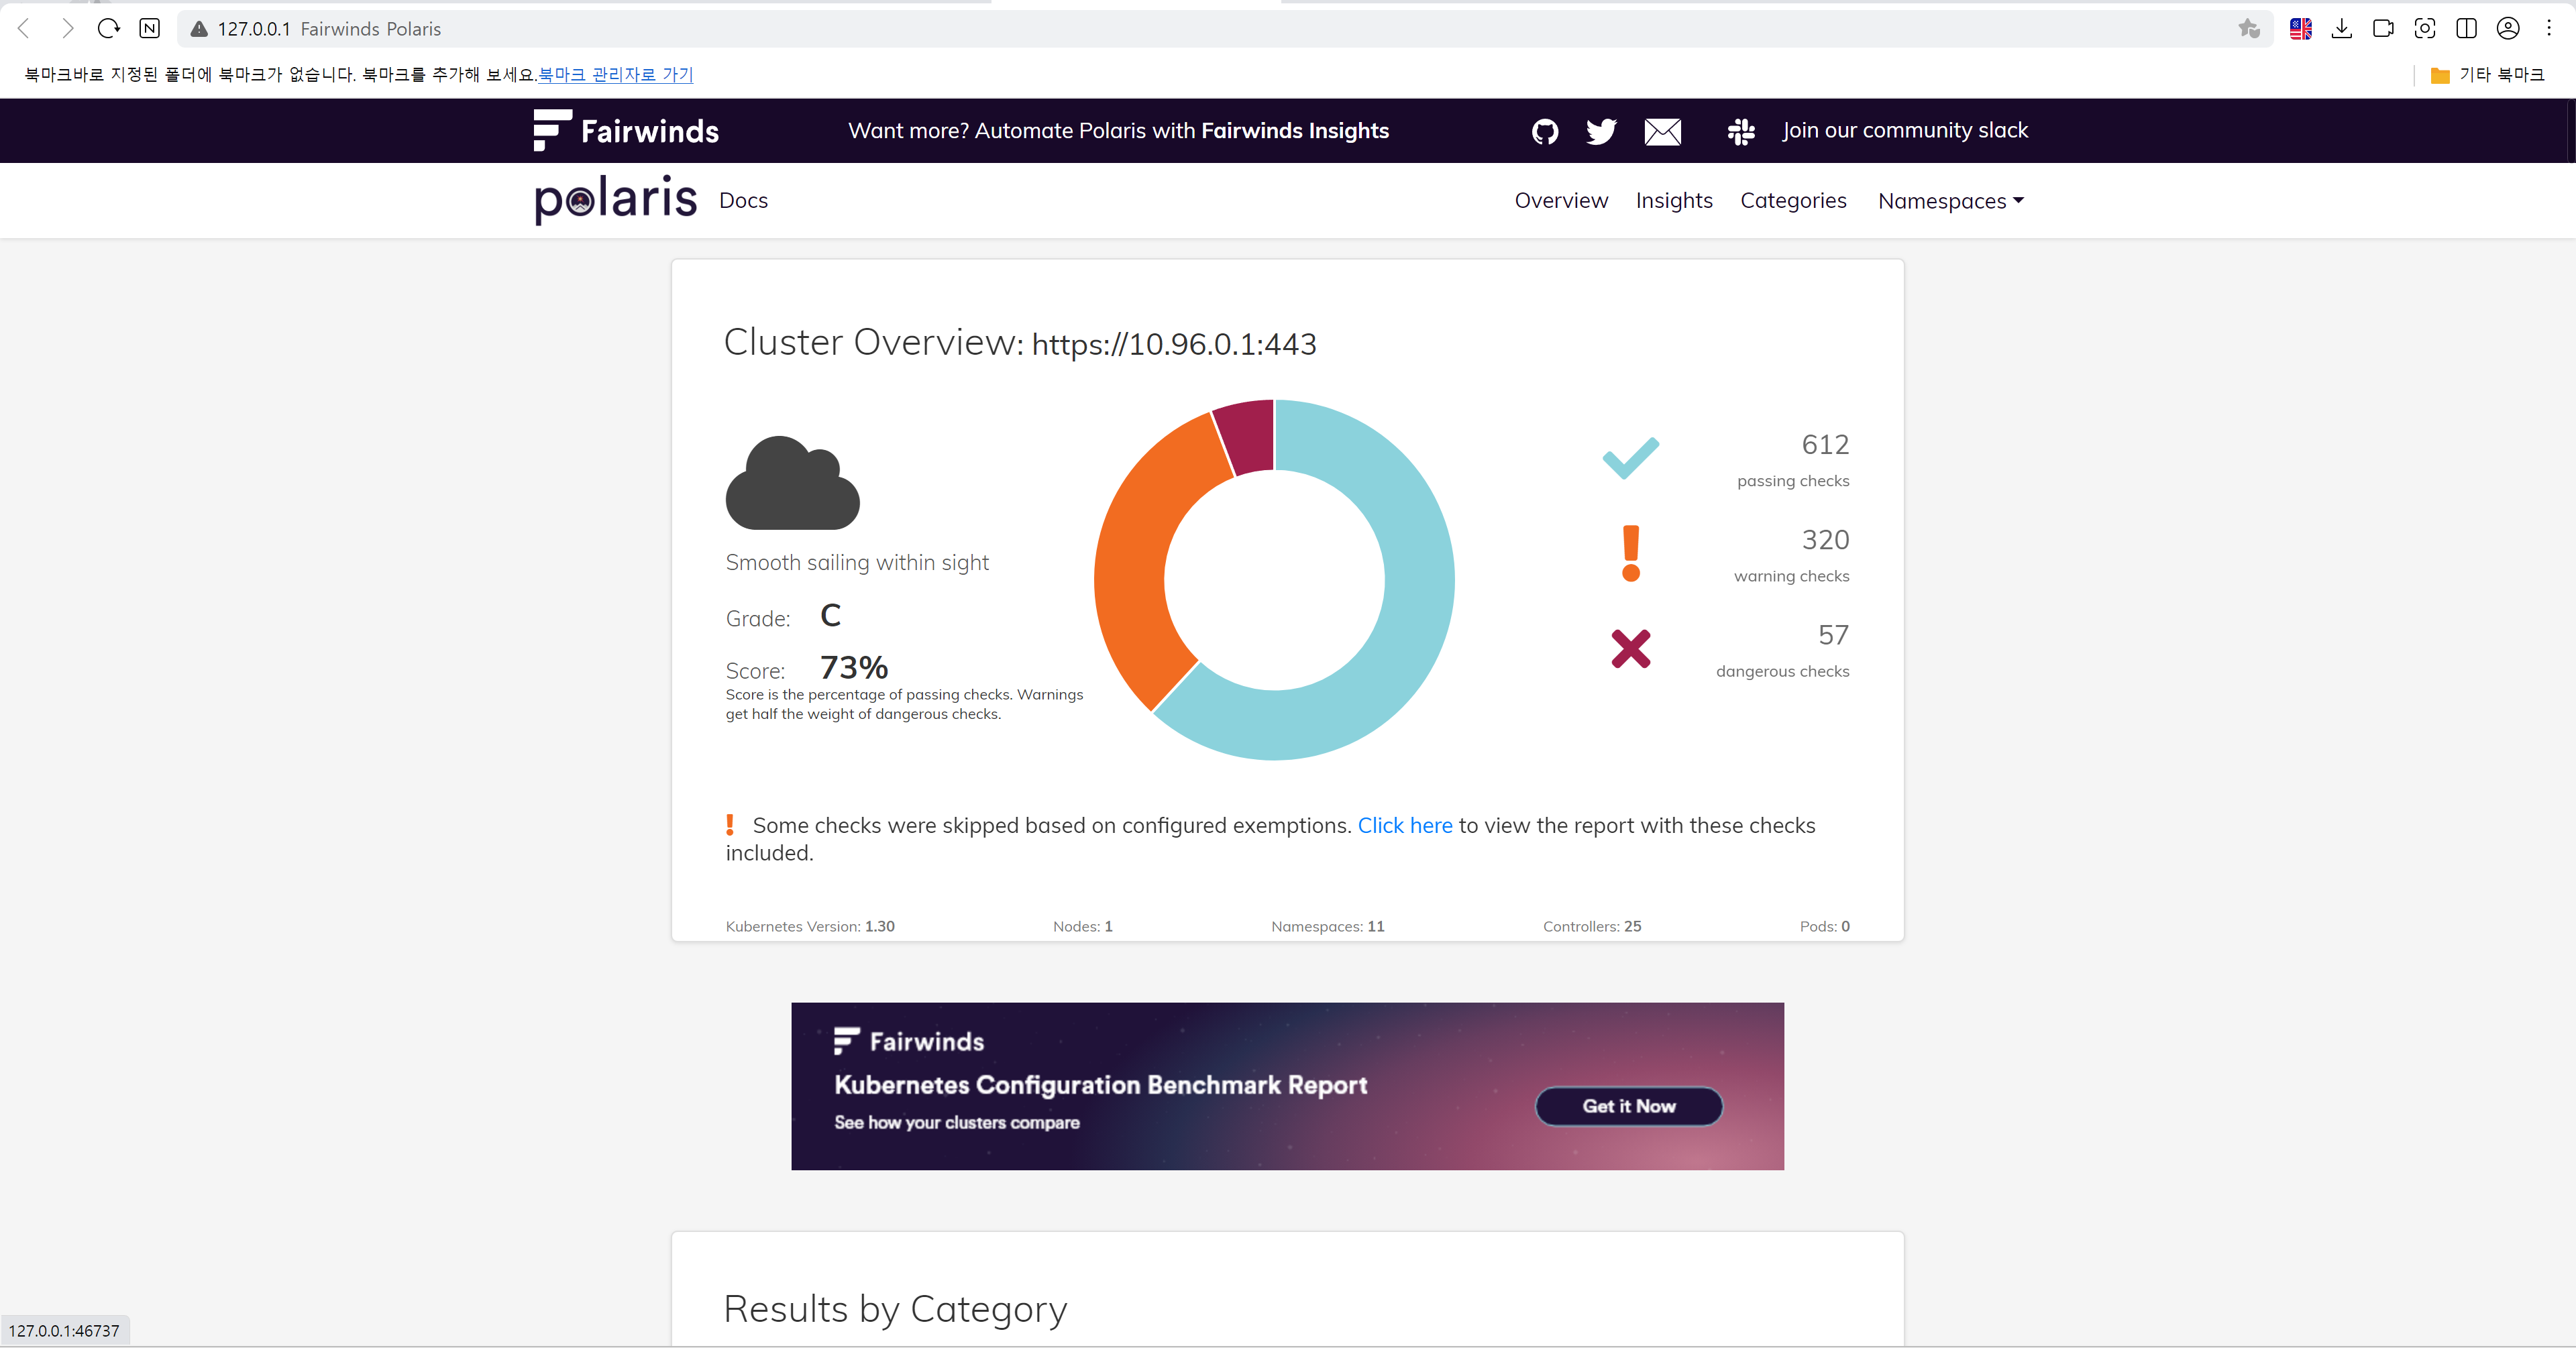 127.0.0.1 Fairwinds Polaris
북마크바로 지정된 폴더에 북마크가 없습니다. 북마크를 추가해 보세요.북마크 관리자로 가기
기타 북마크
Fairwinds
Want more? Automate Polaris with Fairwinds Insights
Join our community slack
polaris
Docs
Overview
Insights
Categories
Namespaces
Cluster Overview: https://10.96.0.1:443
Smooth sailing within sight
Grade: C
Score: 73%
Score is the percentage of passing checks. Warnings
get half the weight of dangerous checks.
612
passing checks
320
warning checks
57
dangerous checks
Some checks were skipped based on configured exemptions. Click here to view the report with these checks
included.
Kubernetes Version: 1.30
Nodes: 1
Namespaces: 11
Controllers: 25
Pods: 0
Fairwinds
Kubernetes Configuration Benchmark Report
See how your clusters compare
Get it Now
Results by Category
127.0.0.1:46737